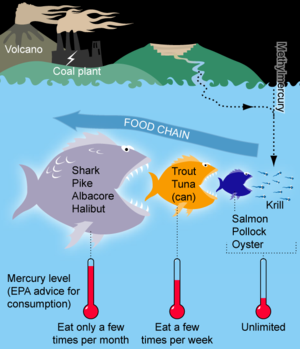 Volcano
Coal plant
Methylmercury
FOOD CHAIN
Shark
Pike
Albacore
Halibut
Trout
Tuna
(can)
Krill
Salmon
Pollock
Oyster
Mercury level
(EPA advice for
consumption)
Eat only a few
times per month
Eat a few
times per week
Unlimited